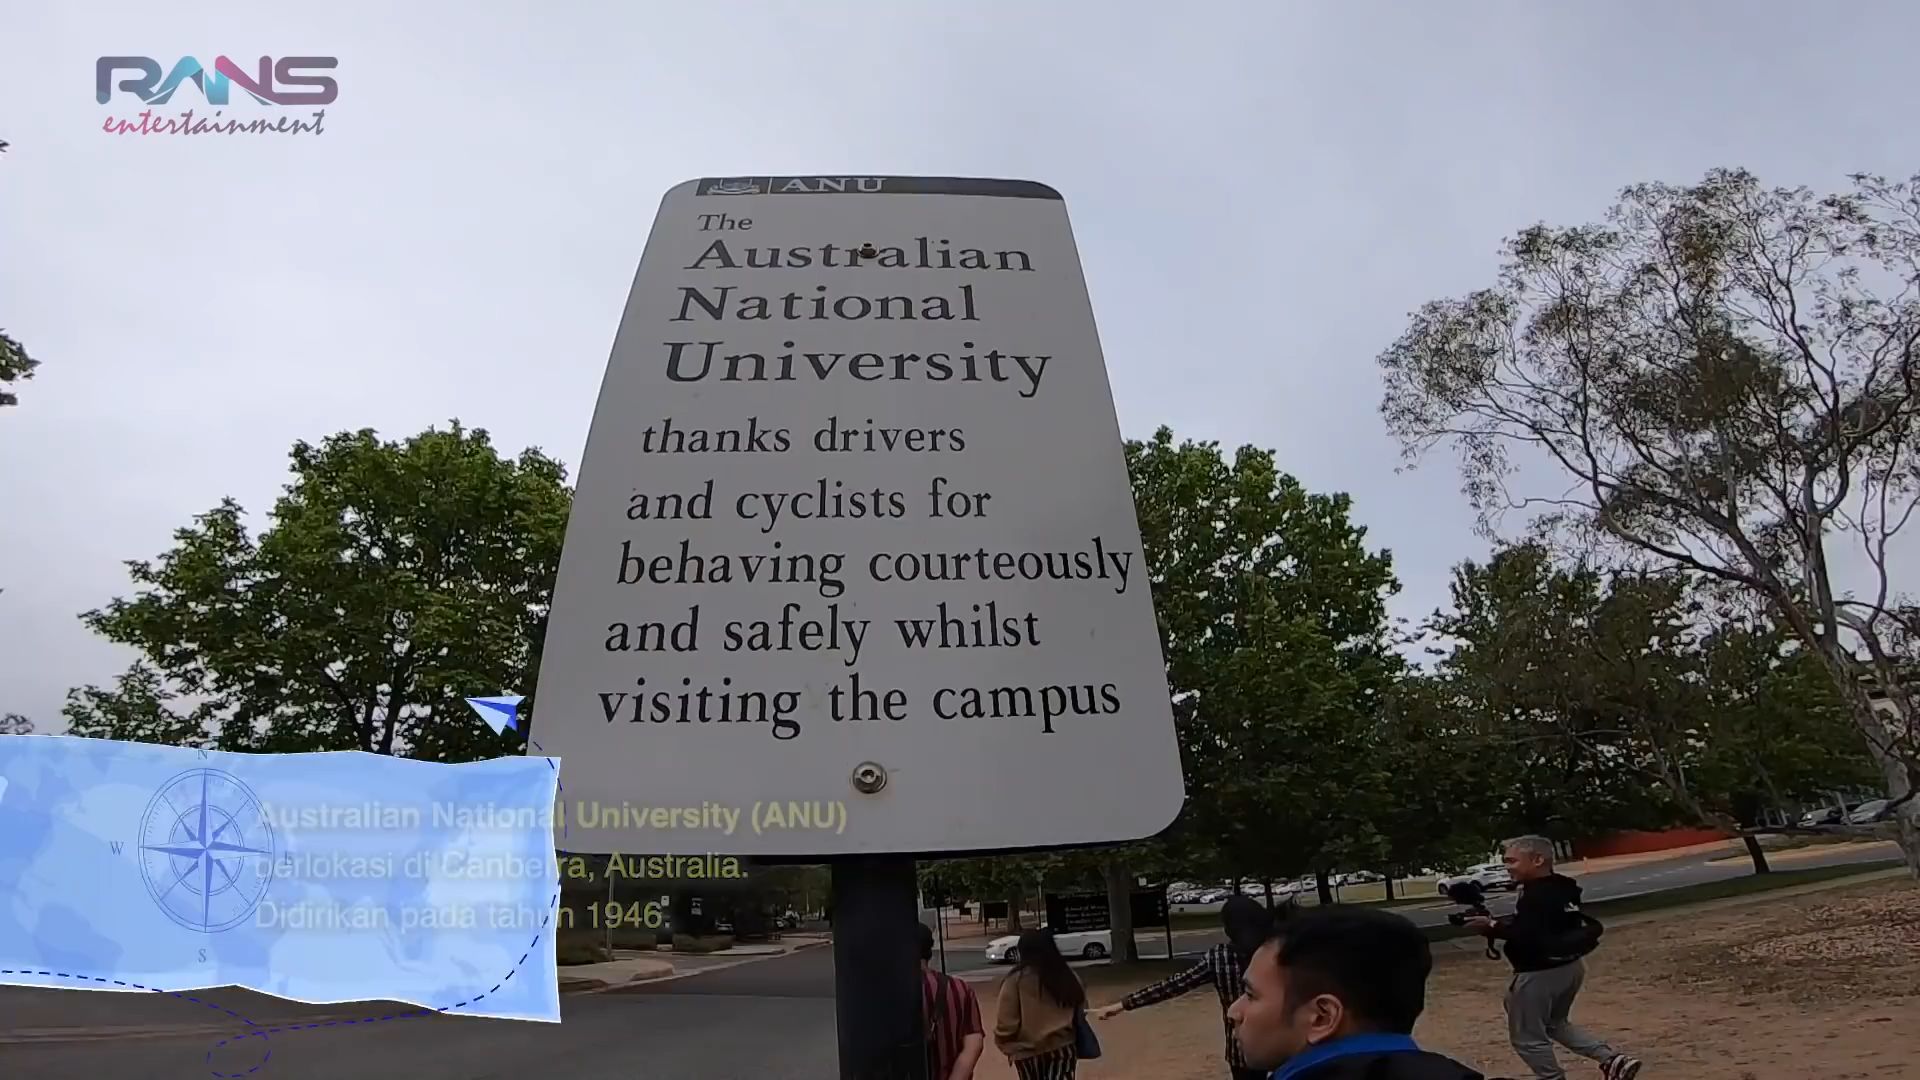 RANS
entertainment
ANU
The
Australian
National
University
thanks drivers
and cyclists for
behaving courteously
and safely whilst
visiting the campus
N
W
S
Australian National University (ANU)
berlokasi di Canberra, Australia.
Didirikan pada tahun 1946.